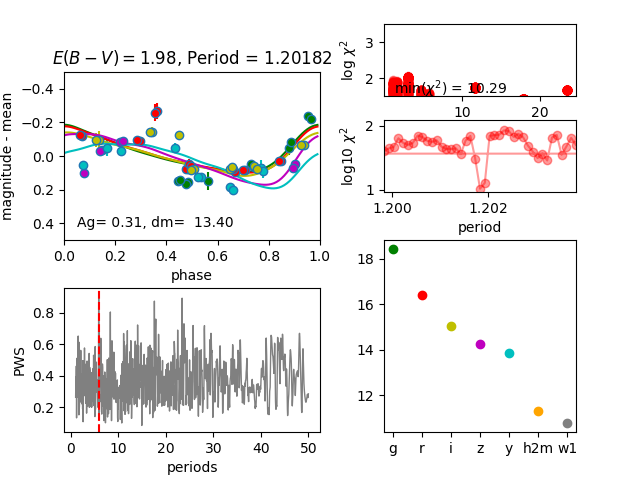 E(B − V) = 1.98, Period = 1.20182
magnitude - mean
−0.4
−0.2
0.0
0.2
0.4
Ag= 0.31, dm=  13.40
0.0 0.2 0.4 0.6 0.8 1.0
phase
log χ²
3
2
min(χ²) = 10.29
10 20
log10 χ²
2
1
1.200 1.202
period
PWS
0.8
0.6
0.4
0.2
0 10 20 30 40 50
periods
18
16
14
12
g r i z y h2m w1